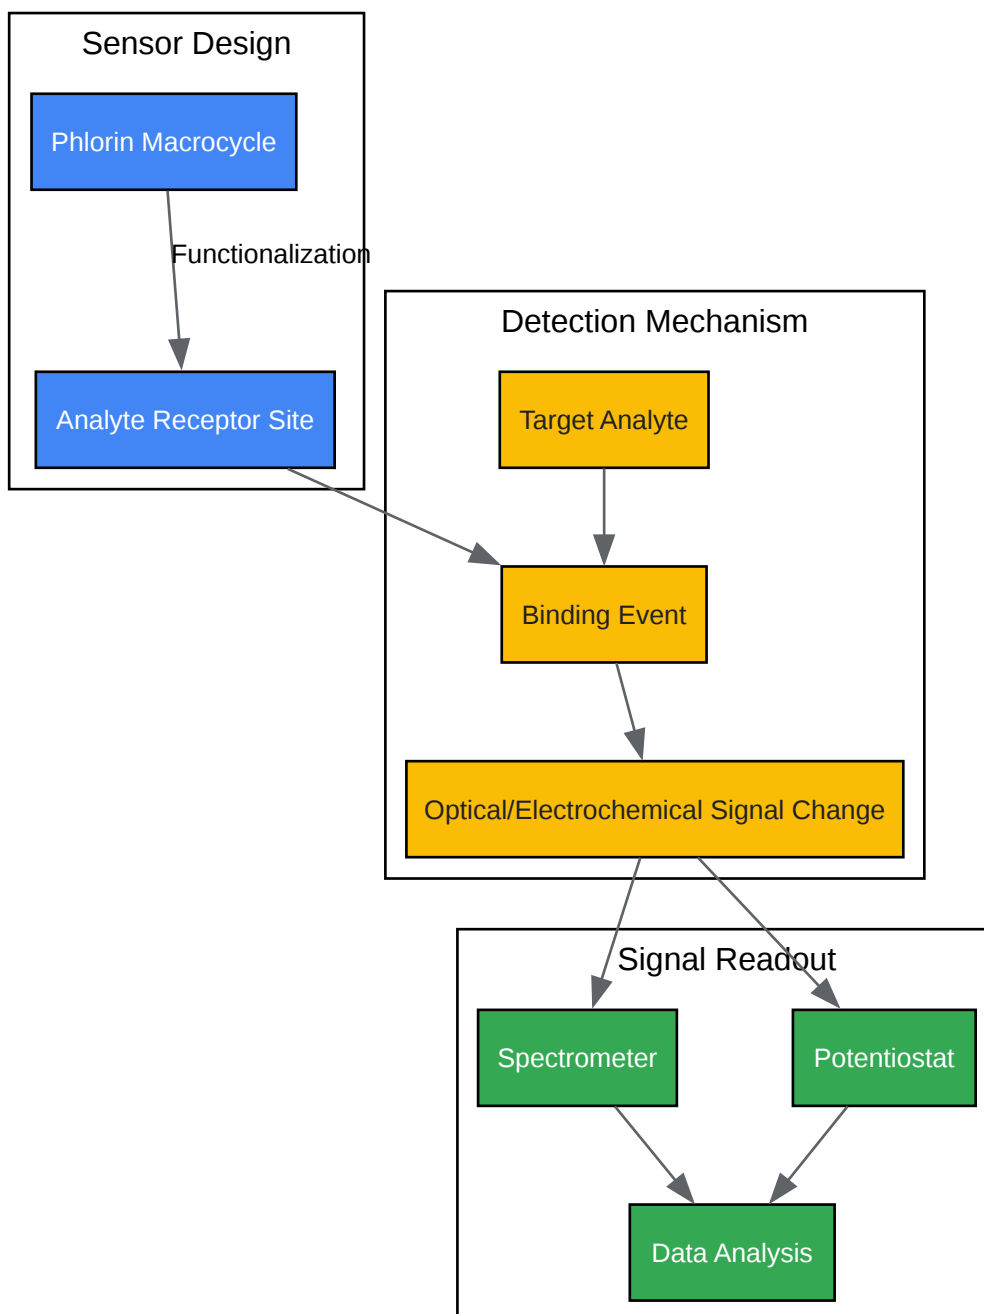 Sensor Design
Phlorin Macrocycle
Functionalization
Analyte Receptor Site
Detection Mechanism
Target Analyte
Binding Event
Optical/Electrochemical Signal Change
Signal Readout
Spectrometer
Potentiostat
Data Analysis